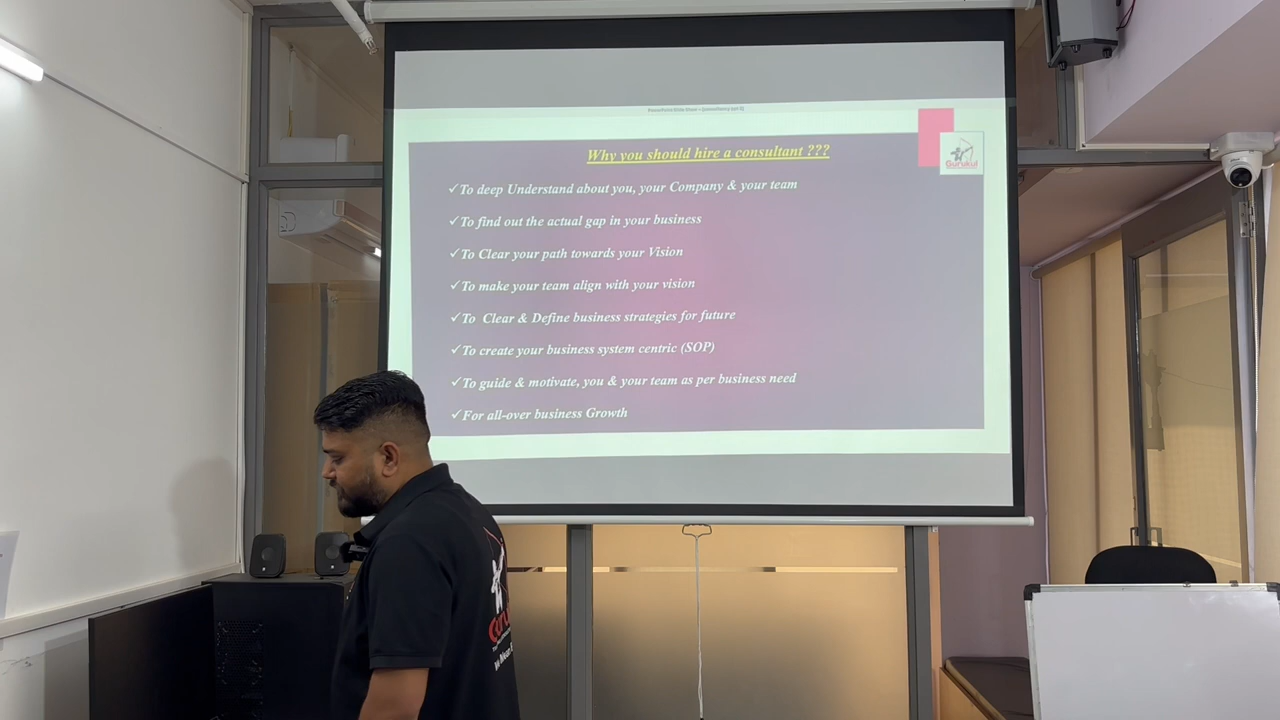 Why you should hire a consultant ???
Gurukul
✓To deep Understand about you, your Company & your team
✓To find out the actual gap in your business
✓To Clear your path towards your Vision
✓To make your team align with your vision
✓To Clear & Define business strategies for future
✓To create your business system centric (SOP)
✓To guide & motivate, you & your team as per business need
✓For all-over business Growth